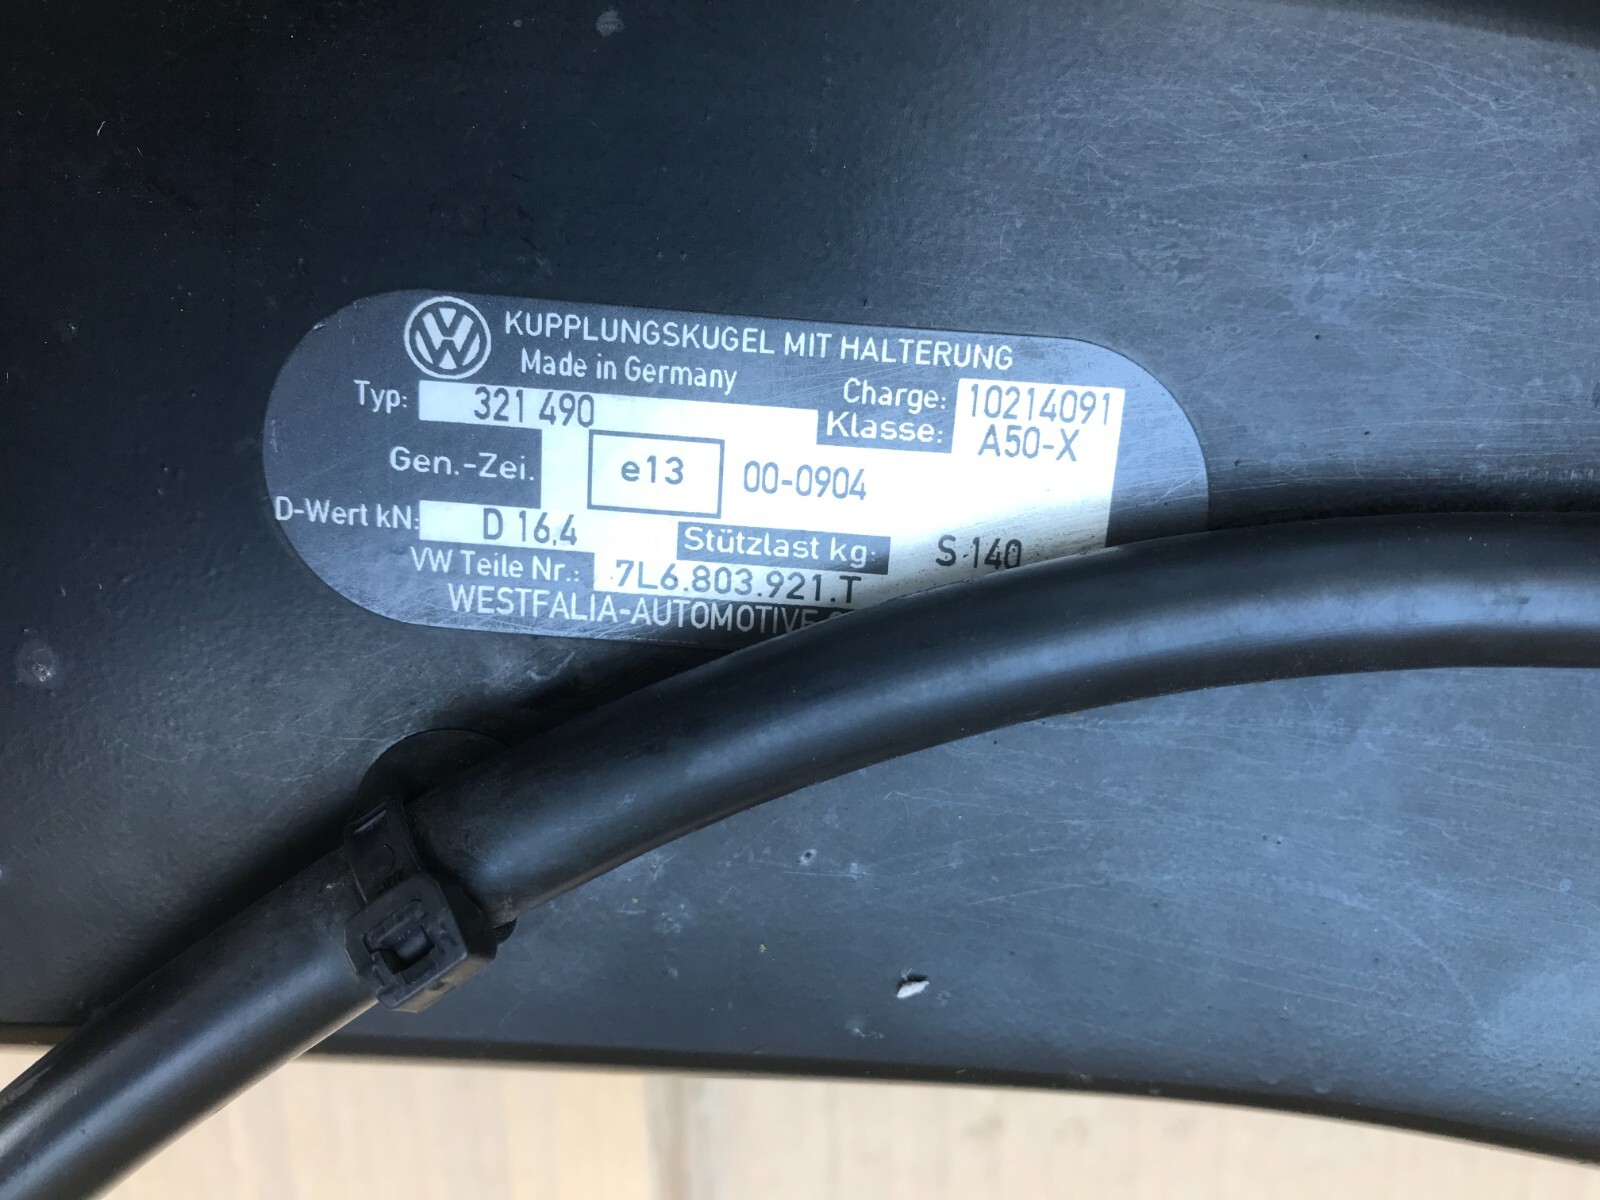 KUPPLUNGSKUGEL MIT HALTERUNG
Made in Germany
Typ: 321 490 Charge: 10214091
Klasse: A50-X
Gen.-Zei. e13 00-0904
D-Wert kN: D 16,4 Stützlast kg: S 140
VW Teile Nr.: 7L6.803.921.T
WESTFALIA-AUTOMOTIVE